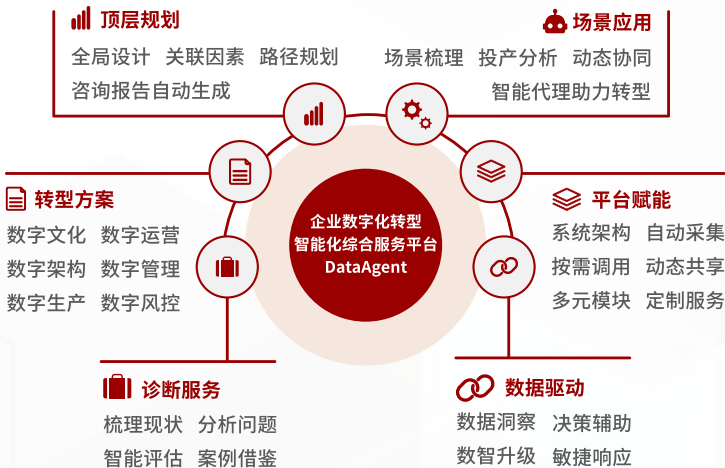 顶层规划
全局设计 关联因素 路径规划
咨询报告自动生成
场景应用
场景梳理 投产分析 动态协同
智能代理助力转型
转型方案
数字文化 数字运营
数字架构 数字管理
数字生产 数字风控
企业数字化转型
智能化综合服务平台
DataAgent
平台赋能
系统架构 自动采集
按需调用 动态共享
多元模块 定制服务
诊断服务
梳理现状 分析问题
智能评估 案例借鉴
数据驱动
数据洞察 决策辅助
数智升级 敏捷响应